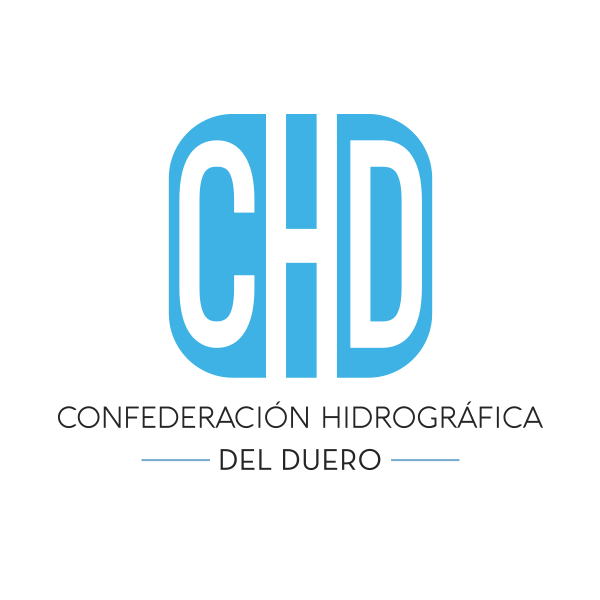 CHD
CONFEDERACIÓN HIDROGRÁFICA
DEL DUERO